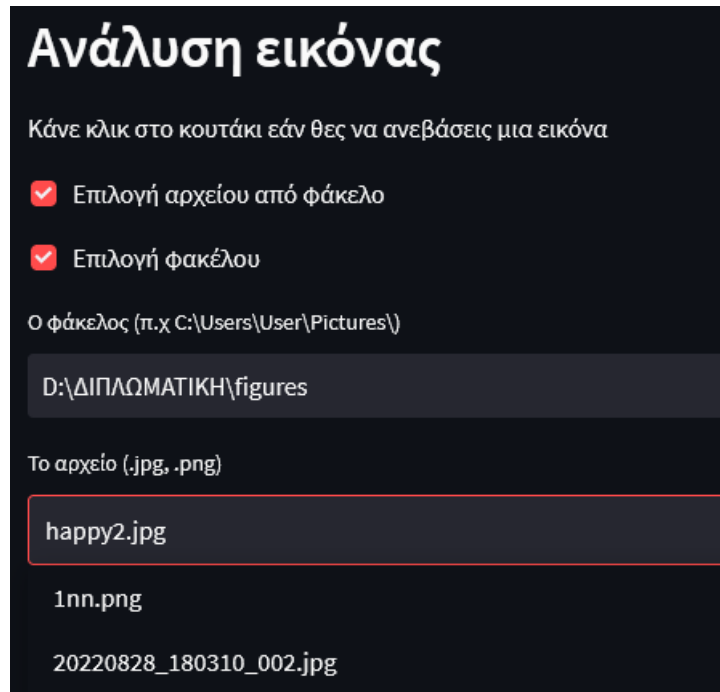 Ανάλυση εικόνας
Κάνε κλικ στο κουτάκι εάν θες να ανεβάσεις μια εικόνα
Επιλογή αρχείου από φάκελο
Επιλογή φακέλου
Ο φάκελος (π.χ C:\Users\User\Pictures\)
D:\ΔΙΠΛΩΜΑΤΙΚΗ\figures
Το αρχείο (.jpg, .png)
happy2.jpg
1nn.png
20220828_180310_002.jpg